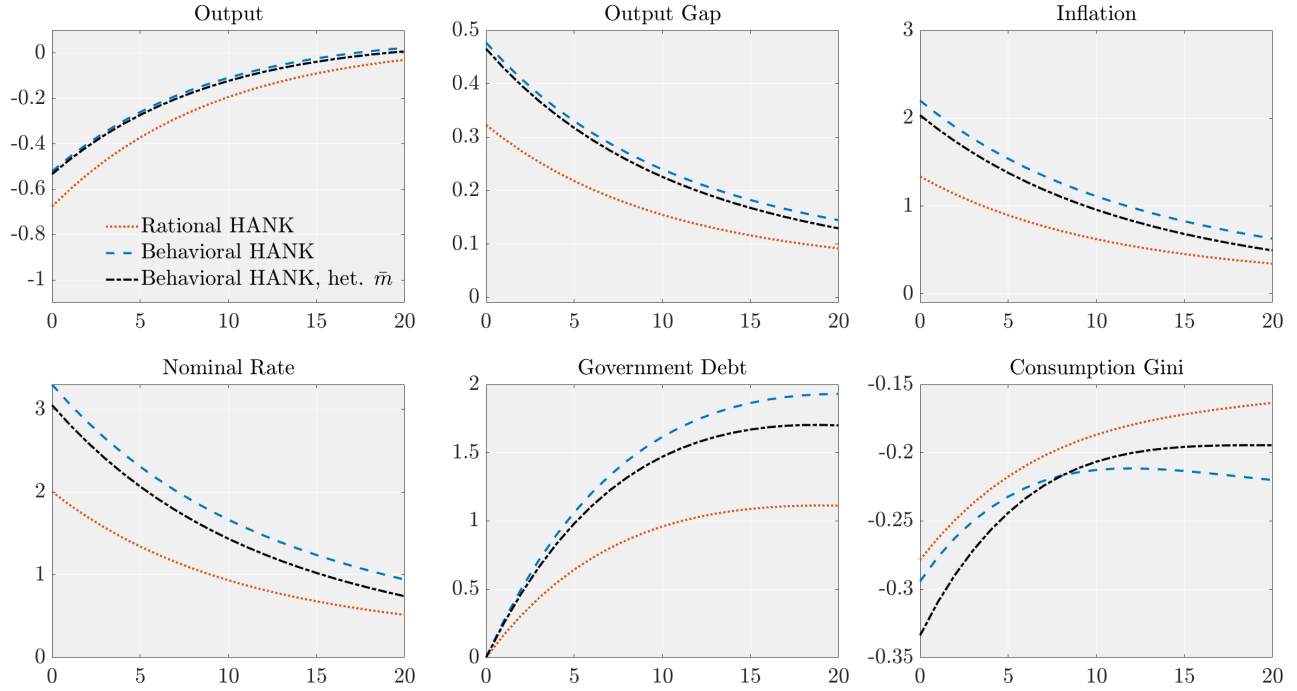 Output
0
-0.2
-0.4
-0.6
-0.8
-1
Rational HANK
Behavioral HANK
Behavioral HANK, het. m̄
0 5 10 15 20
Output Gap
0.5
0.4
0.3
0.2
0.1
0
0 5 10 15 20
Inflation
3
2
1
0
0 5 10 15 20
Nominal Rate
3
2
1
0
0 5 10 15 20
Government Debt
2
1.5
1
0.5
0
0 5 10 15 20
Consumption Gini
-0.15
-0.2
-0.25
-0.3
-0.35
0 5 10 15 20